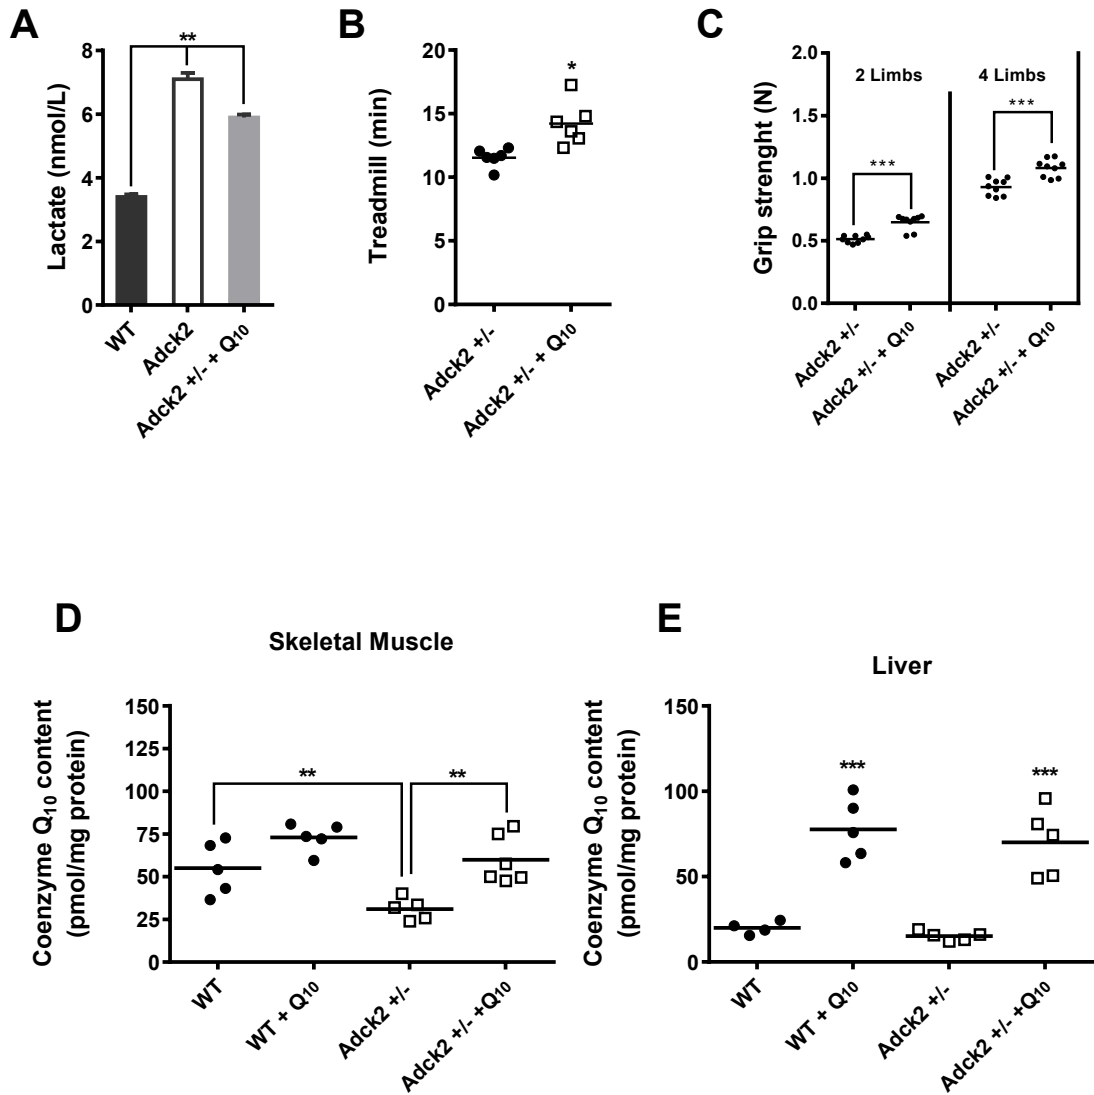 A
**
Lactate (nmol/L)
8
6
4
2
0
WT
Adck2
Adck2 +/- + Q10
B
*
Treadmill (min)
20
15
10
5
0
Adck2 +/-
Adck2 +/- + Q10
C
Grip strenght (N)
2.0
1.5
1.0
0.5
0.0
2 Limbs
4 Limbs
***
***
Adck2 +/-
Adck2 +/- + Q10
Adck2 +/-
Adck2 +/- + Q10
D
Skeletal Muscle
Coenzyme Q10 content
(pmol/mg protein)
150
125
100
75
50
25
0
**
**
WT
WT + Q10
Adck2 +/-
Adck2 +/- +Q10
E
Liver
Coenzyme Q10 content
(pmol/mg protein)
150
100
50
0
***
***
WT
WT + Q10
Adck2 +/-
Adck2 +/- +Q10